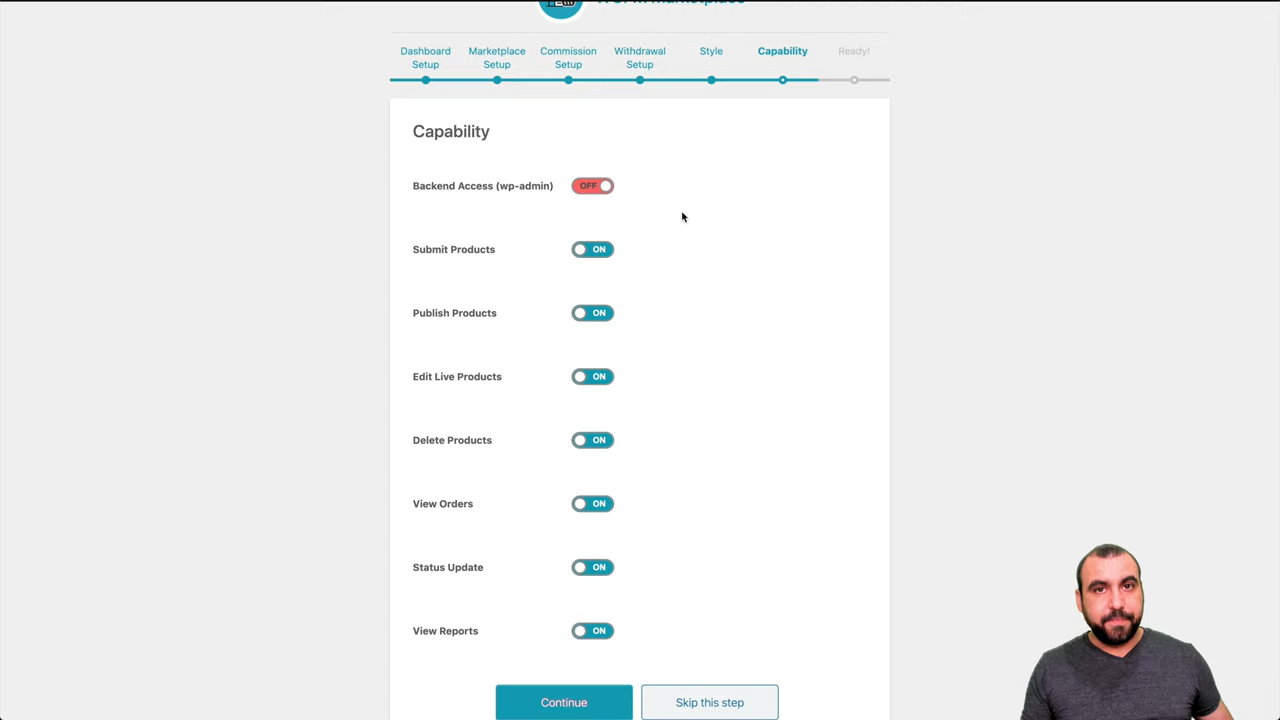 Dashboard Setup
Marketplace Setup
Commission Setup
Withdrawal Setup
Style
Capability
Ready!
Capability
Backend Access (wp-admin) OFF
Submit Products ON
Publish Products ON
Edit Live Products ON
Delete Products ON
View Orders ON
Status Update ON
View Reports ON
Continue
Skip this step